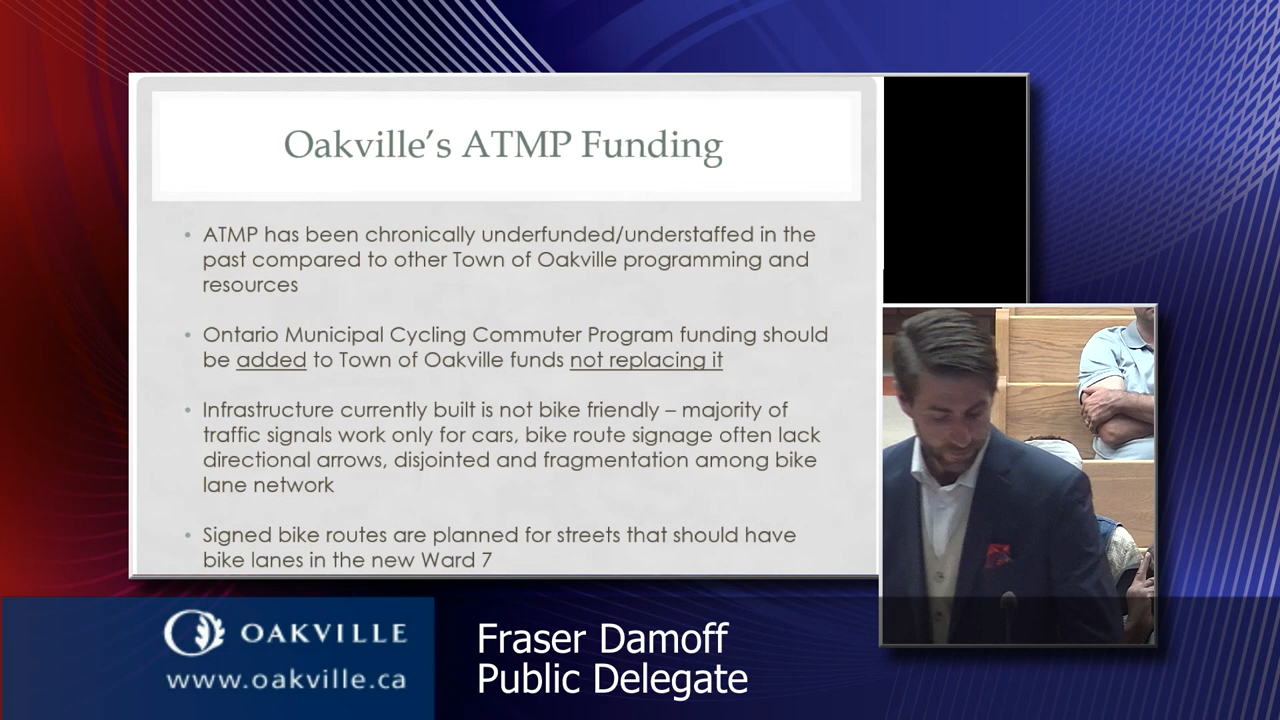 Oakville's ATMP Funding
• ATMP has been chronically underfunded/understaffed in the
past compared to other Town of Oakville programming and
resources
• Ontario Municipal Cycling Commuter Program funding should
be added to Town of Oakville funds not replacing it
• Infrastructure currently built is not bike friendly – majority of
traffic signals work only for cars, bike route signage often lack
directional arrows, disjointed and fragmentation among bike
lane network
• Signed bike routes are planned for streets that should have
bike lanes in the new Ward 7
OAKVILLE
www.oakville.ca
Fraser Damoff
Public Delegate